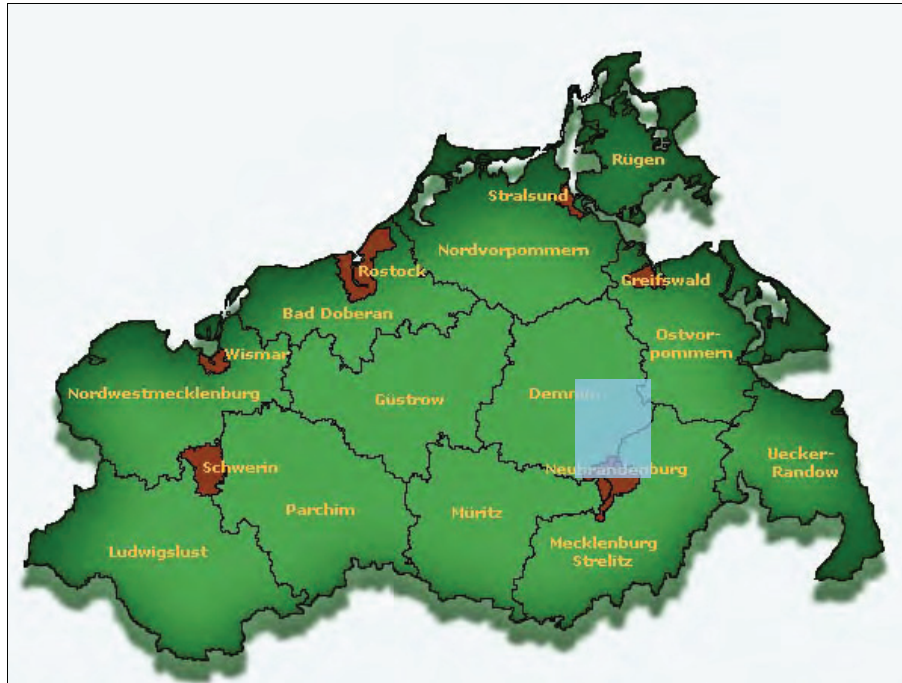 Rügen
Stralsund
Nordvorpommern
Rostock
Greifswald
Bad Doberan
Ostvor-
pommern
Wismar
Nordwestmecklenburg
Güstrow
Demmin
Schwerin
Neubrandenburg
Uecker-
Randow
Parchim
Müritz
Ludwigslust
Mecklenburg
Strelitz